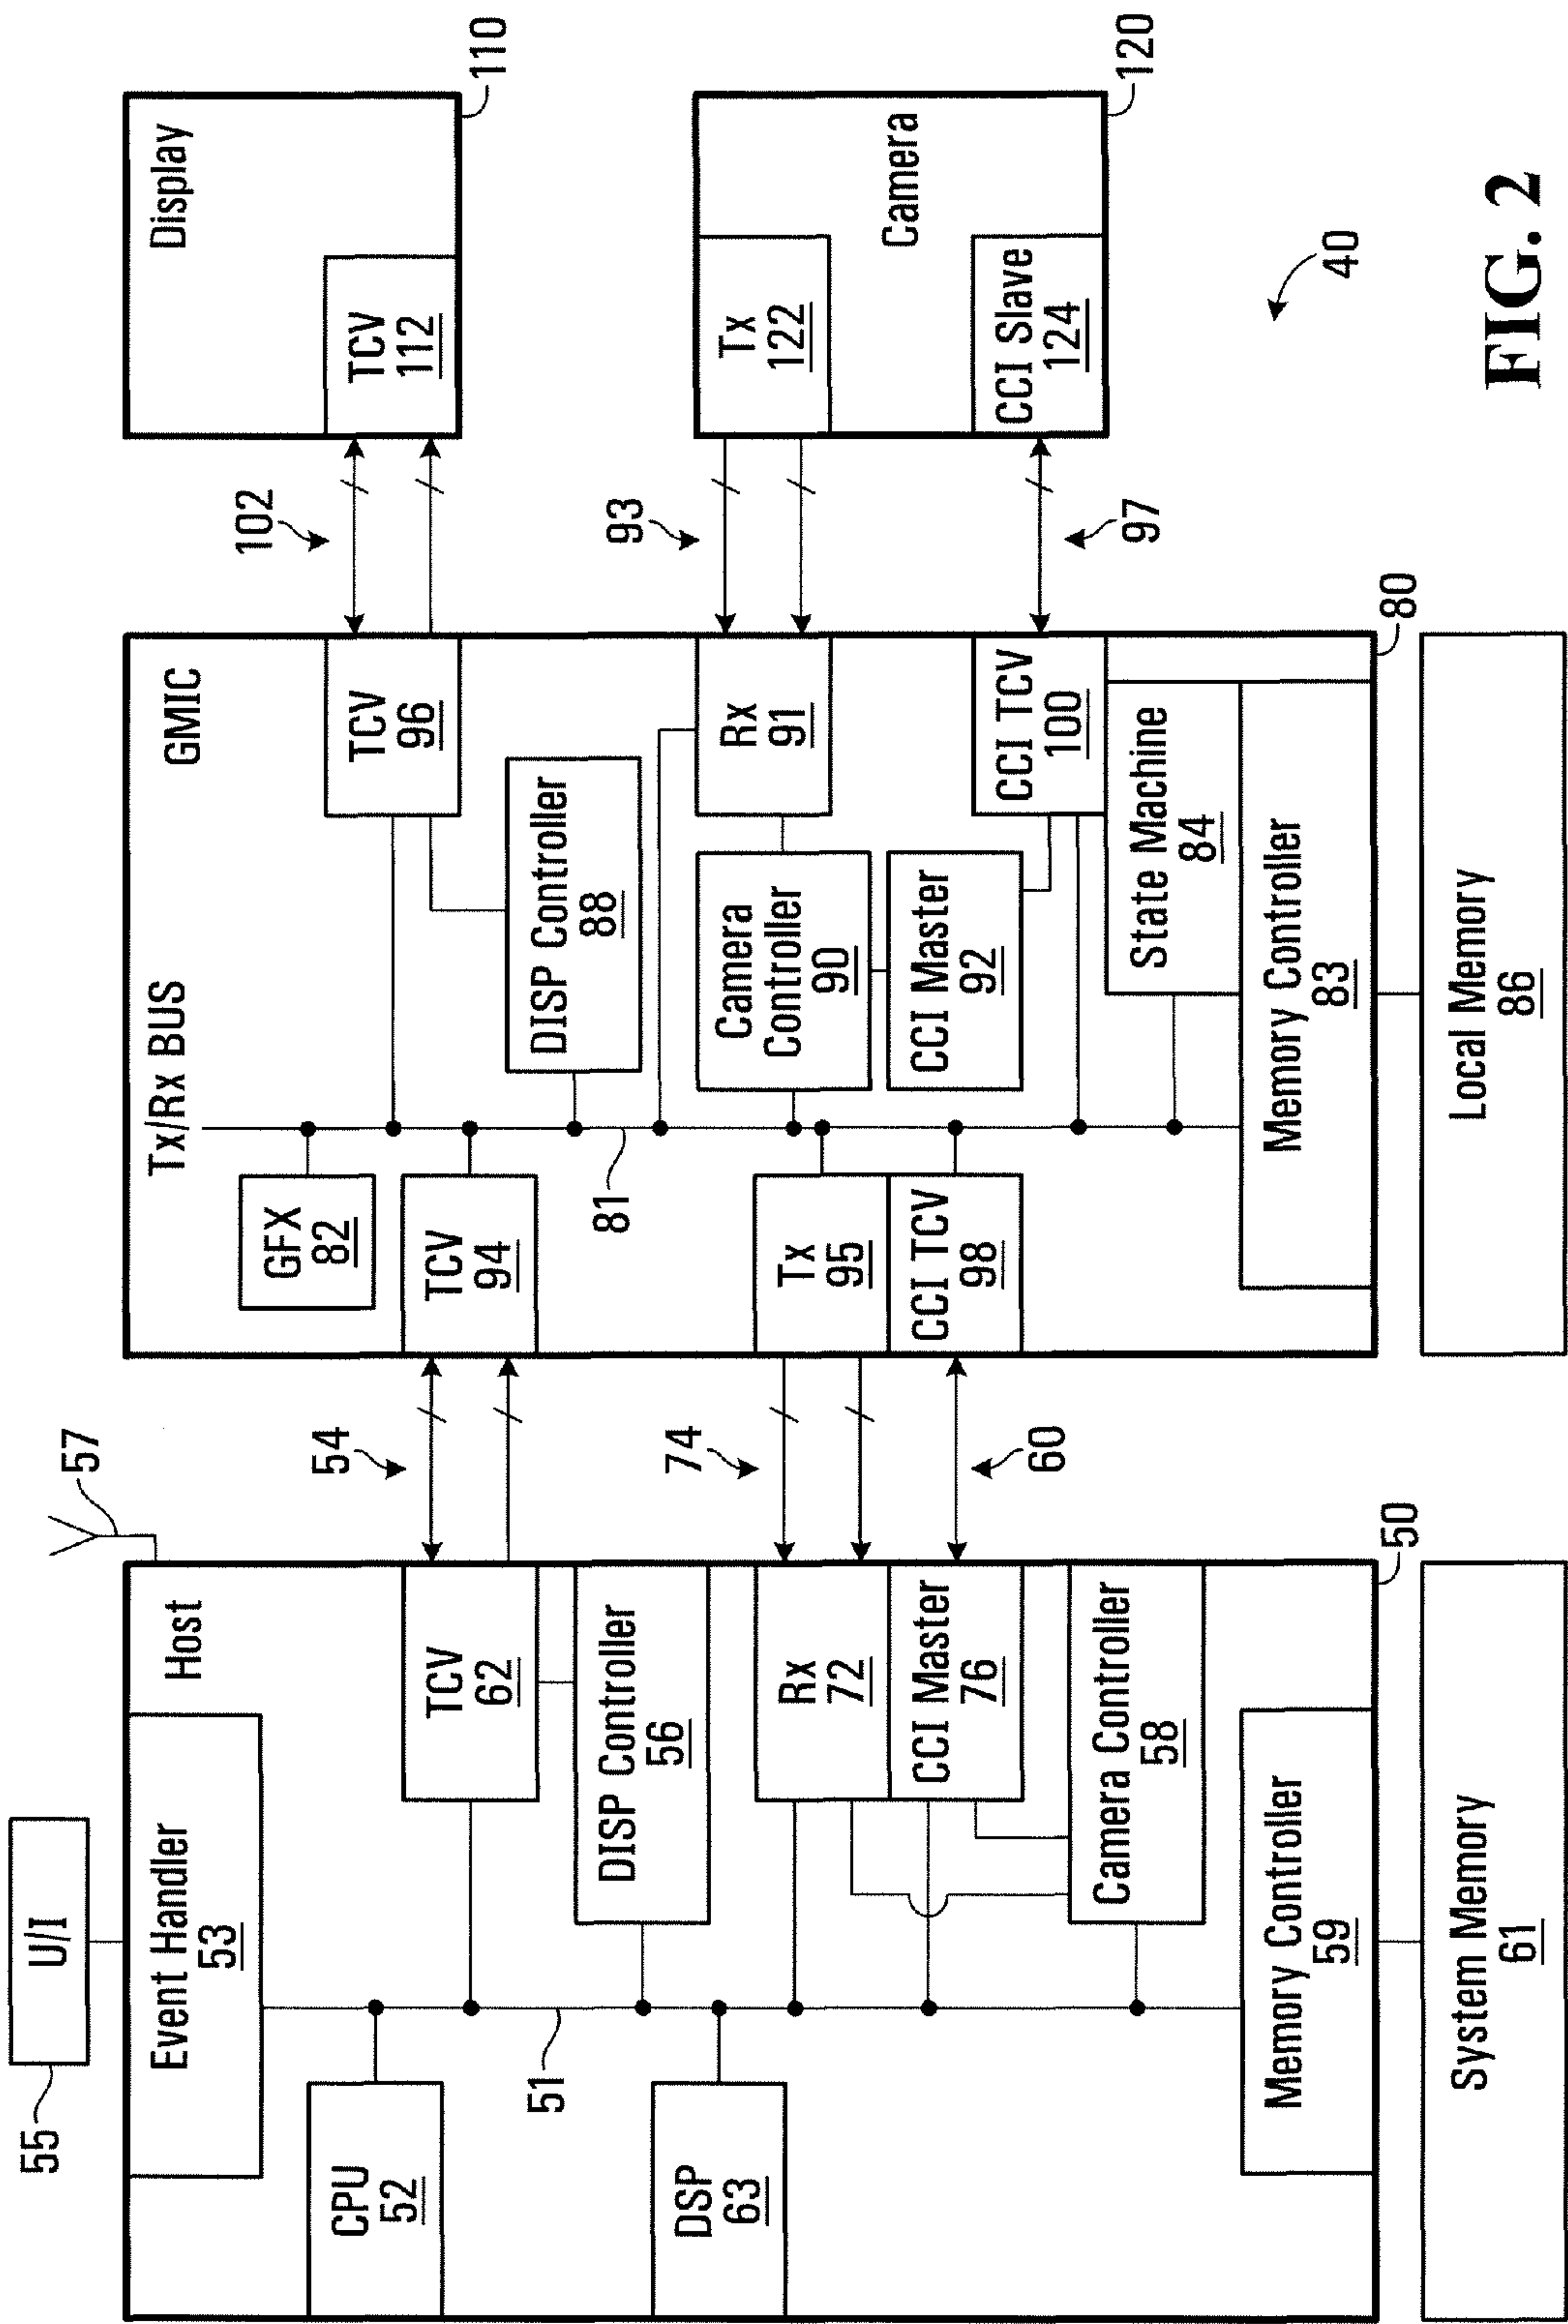 55
U/I
57
Host
Event Handler
53
CPU
52
TCV
62
51
DISP Controller
56
DSP
63
Rx
72
CCI Master
76
Camera Controller
58
Memory Controller
59
50
System Memory
61
54
74
60
Tx/Rx BUS
GMIC
GFX
82
TCV
94
TCV
96
DISP Controller
88
81
Tx
95
CCI TCV
98
Rx
91
Camera
Controller
90
CCI Master
92
CCI TCV
100
State Machine
84
Memory Controller
83
80
Local Memory
86
102
93
97
Display
TCV
112
110
Tx
122
Camera
CCI Slave
124
120
40
FIG. 2